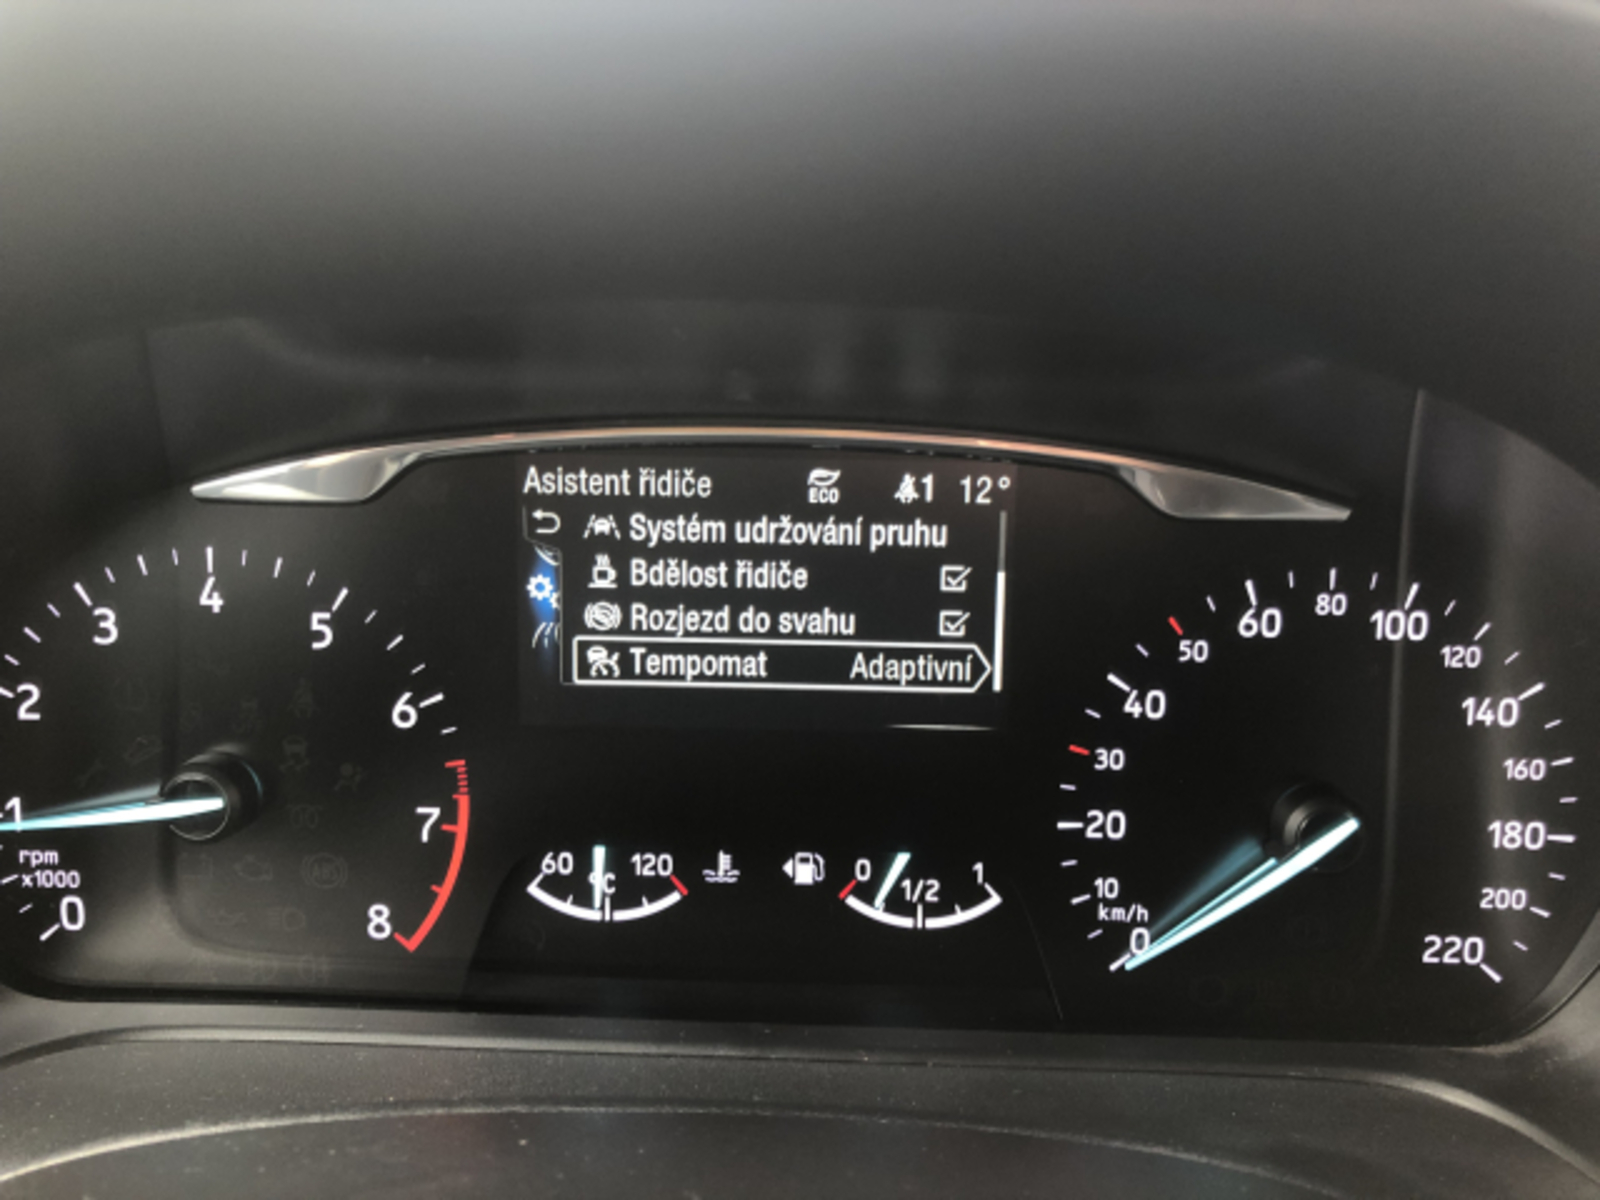 Asistent řidiče ECO 1 12°
Systém udržování pruhu
Bdělost řidiče
Rozjezd do svahu
Tempomat Adaptivní
0
1
2
3
4
5
6
7
8
rpm
x1000
60 °C 120
0 1/2 1
0
10
20
30
40
50
60
80
100
120
140
160
180
200
220
km/h
ABS